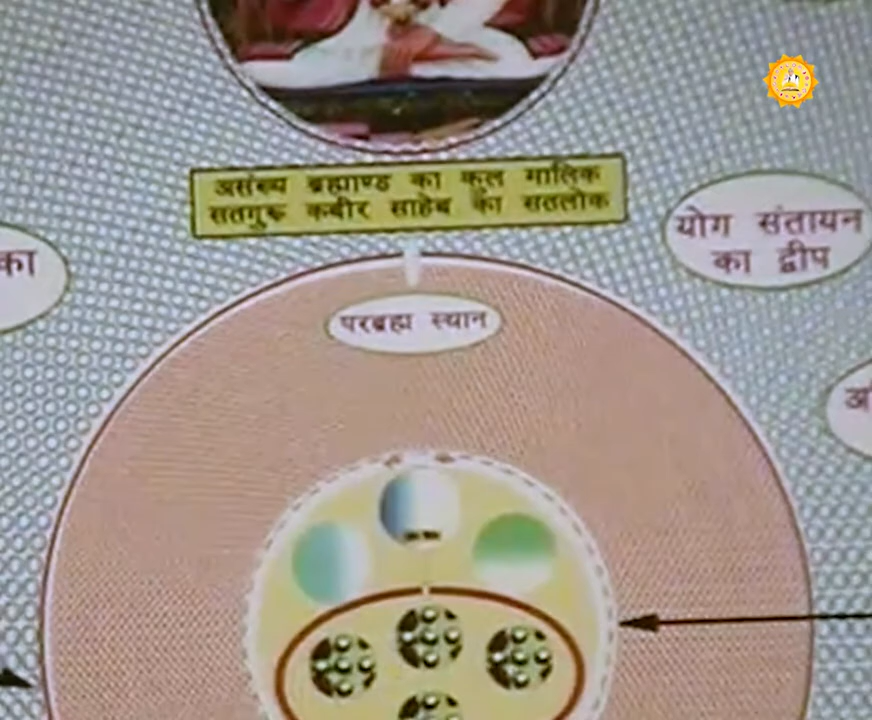 असंख्य ब्रह्माण्ड का कुल मालिक
सतगुरू कबीर साहेब का सतलोक
योग संतायन
का द्वीप
का
परब्रह्म स्थान